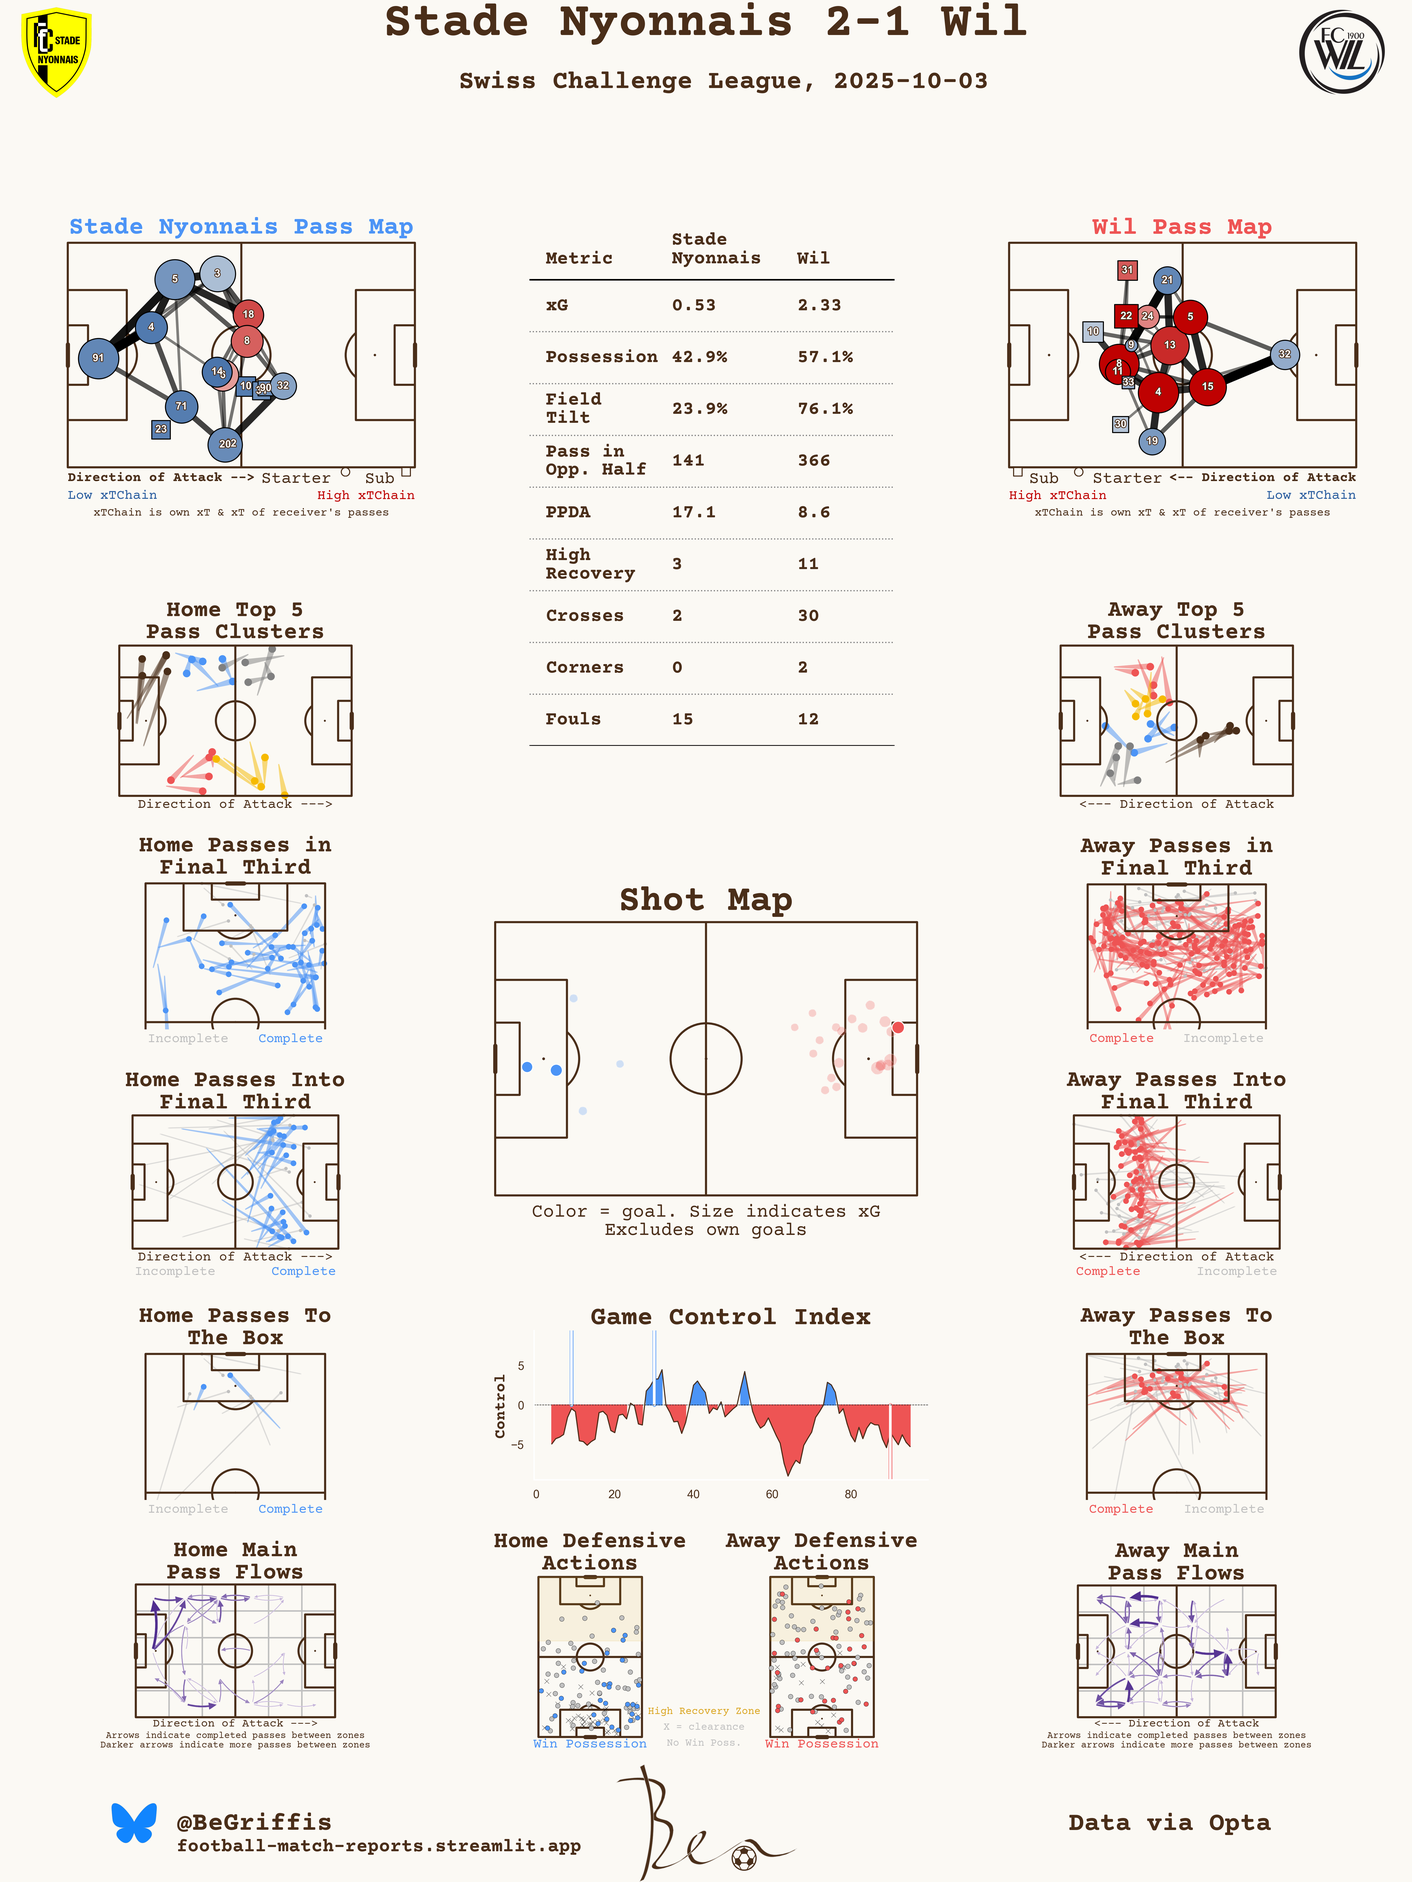 Stade Nyonnais 2-1 Wil
Swiss Challenge League, 2025-10-03
FC STADE NYONNAIS
FC 1900 WIL
Stade Nyonnais Pass Map
5
3
18
4
8
91
14
10
90
32
71
23
202
Direction of Attack --> Starter Sub
Low xTChain High xTChain
xTChain is own xT & xT of receiver's passes
Metric Stade Nyonnais Wil
xG 0.53 2.33
Possession 42.9% 57.1%
Field Tilt 23.9% 76.1%
Pass in Opp. Half 141 366
PPDA 17.1 8.6
High Recovery 3 11
Crosses 2 30
Corners 0 2
Fouls 15 12
Wil Pass Map
31
21
22
24
5
10
9
13
32
8
11
33
4
15
30
19
Sub Starter <-- Direction of Attack
High xTChain Low xTChain
xTChain is own xT & xT of receiver's passes
Home Top 5
Pass Clusters
Direction of Attack --->
Away Top 5
Pass Clusters
<--- Direction of Attack
Home Passes in
Final Third
Incomplete Complete
Away Passes in
Final Third
Complete Incomplete
Shot Map
Color = goal. Size indicates xG
Excludes own goals
Home Passes Into
Final Third
Direction of Attack --->
Incomplete Complete
Away Passes Into
Final Third
<--- Direction of Attack
Complete Incomplete
Home Passes To
The Box
Incomplete Complete
Game Control Index
Control
5
0
−5
0 20 40 60 80
Away Passes To
The Box
Complete Incomplete
Home Main
Pass Flows
Direction of Attack --->
Arrows indicate completed passes between zones
Darker arrows indicate more passes between zones
Home Defensive
Actions
Win Possession
Away Defensive
Actions
Win Possession
High Recovery Zone
X = clearance
No Win Poss.
Away Main
Pass Flows
<--- Direction of Attack
Arrows indicate completed passes between zones
Darker arrows indicate more passes between zones
@BeGriffis
football-match-reports.streamlit.app
Ben
Data via Opta